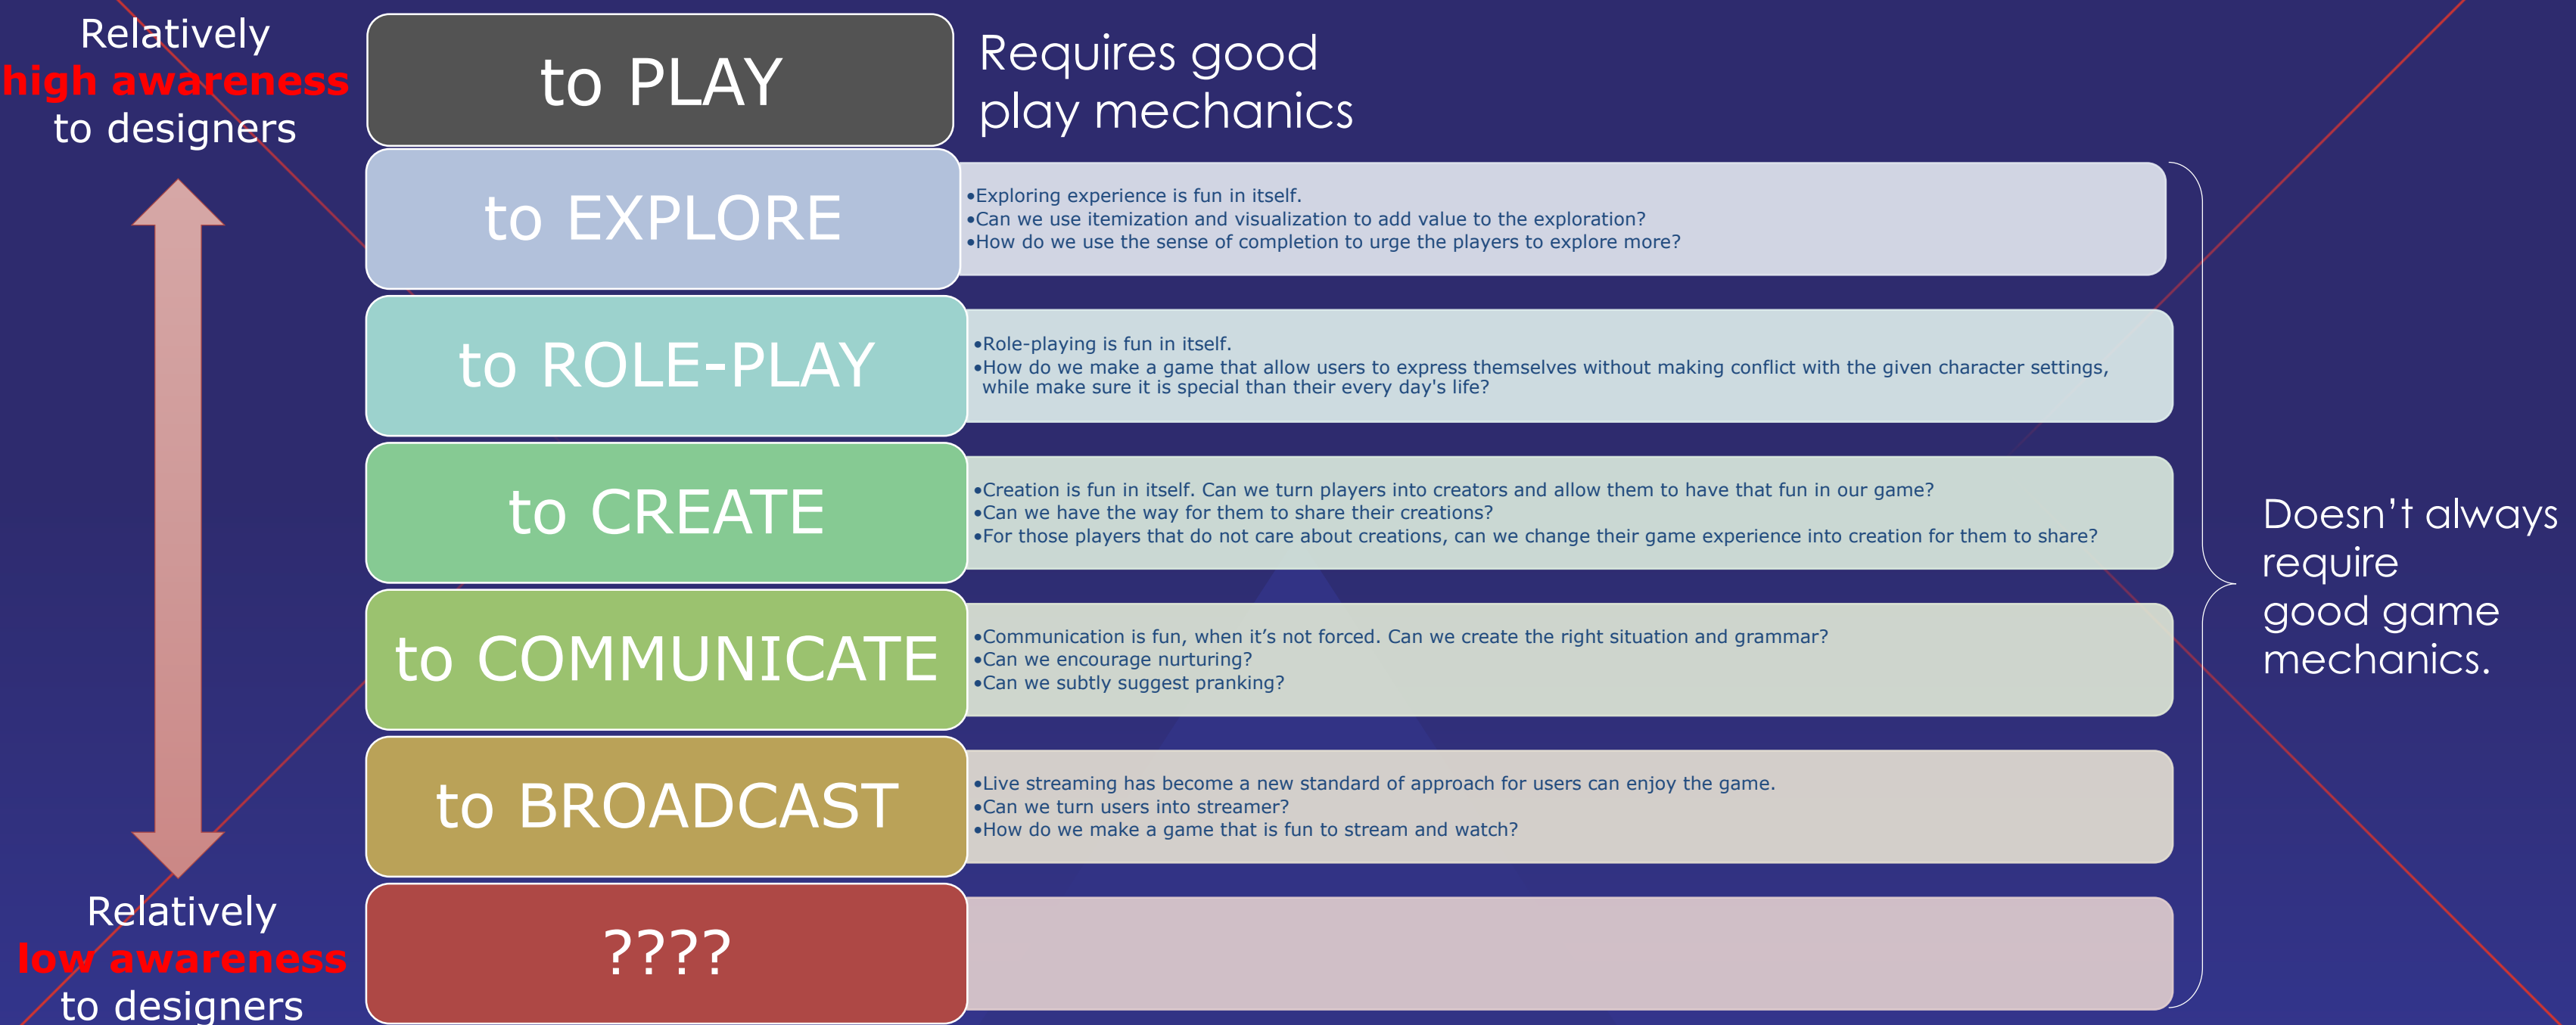 Relatively
high awareness
to designers
to PLAY
Requires good
play mechanics
to EXPLORE
•Exploring experience is fun in itself.
•Can we use itemization and visualization to add value to the exploration?
•How do we use the sense of completion to urge the players to explore more?
to ROLE-PLAY
•Role-playing is fun in itself.
•How do we make a game that allow users to express themselves without making conflict with the given character settings,
while make sure it is special than their every day's life?
to CREATE
•Creation is fun in itself. Can we turn players into creators and allow them to have that fun in our game?
•Can we have the way for them to share their creations?
•For those players that do not care about creations, can we change their game experience into creation for them to share?
to COMMUNICATE
•Communication is fun, when it’s not forced. Can we create the right situation and grammar?
•Can we encourage nurturing?
•Can we subtly suggest pranking?
to BROADCAST
•Live streaming has become a new standard of approach for users can enjoy the game.
•Can we turn users into streamer?
•How do we make a game that is fun to stream and watch?
????
Doesn’t always
require
good game
mechanics.
Relatively
low awareness
to designers